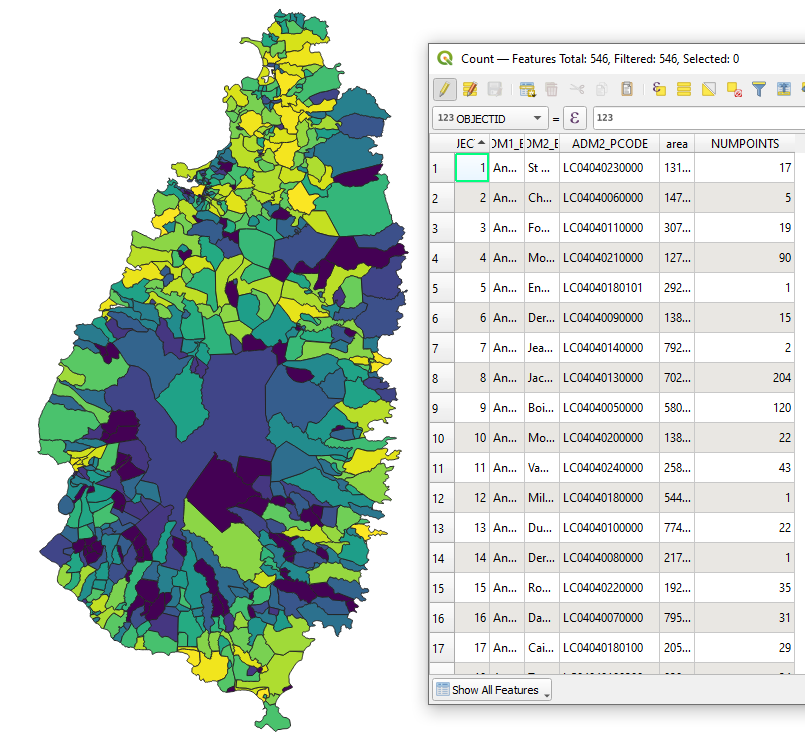 Count — Features Total: 546, Filtered: 546, Selected: 0
123 OBJECTID = ε 123
JEC DM1_E DM2_E ADM2_PCODE area NUMPOINTS
1 1 An... St ... LC04040230000 131... 17
2 2 An... Ch... LC04040060000 147... 5
3 3 An... Fo... LC04040110000 307... 19
4 4 An... Mo... LC04040210000 127... 90
5 5 An... En... LC04040180101 292... 1
6 6 An... Der... LC04040090000 138... 15
7 7 An... Jea... LC04040140000 792... 2
8 8 An... Jac... LC04040130000 702... 204
9 9 An... Boi... LC04040050000 580... 120
10 10 An... Mo... LC04040200000 138... 22
11 11 An... Va... LC04040240000 258... 43
12 12 An... Mil... LC04040180000 544... 1
13 13 An... Du... LC04040100000 774... 22
14 14 An... Der... LC04040080000 217... 1
15 15 An... Ro... LC04040220000 192... 35
16 16 An... Da... LC04040070000 795... 31
17 17 An... Cai... LC04040180100 205... 29
Show All Features